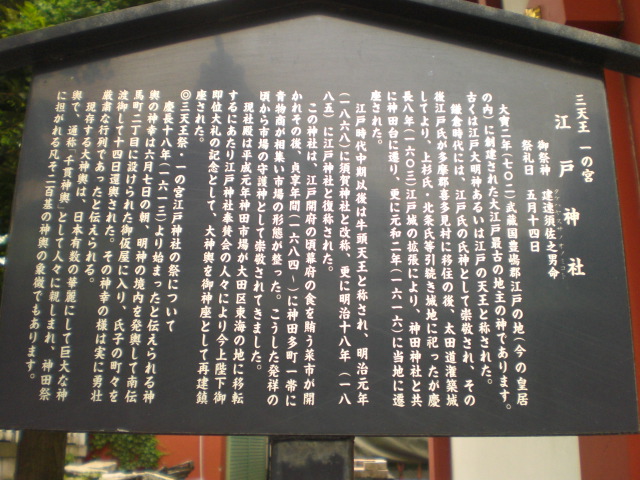 三天王 一の宮
江戸神社
御祭神 建速須佐之男命
タケハヤスサノオノミコト
祭礼日 五月十四日
大寶二年(七〇二)武蔵国豊嶋郡江戸の地(今の皇居
の内)に創建された大江戸最古の地主の神であります。
古くは江戸大明神あるいは江戸の天王と称された。
鎌倉時代には、江戸氏の氏神として崇敬され、その
後江戸氏が多摩郡喜多見村に移住の後、太田道潅築城
してより、上杉氏・北条氏等引続き城地に祀ったが慶
長八年(一六〇三)江戸城の拡張により、神田神社と共
に神田台に遷り、更に元和二年(一六一六)に当地に遷
座された。
江戸時代中期以後は牛頭天王と称され、明治元年
(一八六八)に須賀神社と改称、更に明治十八年(一八
八五)に江戸神社と復称された。
この神社は、江戸開府の頃幕府の食を賄う菜市が開
かれその後、貞享年間(一六八四~)に神田多町一帯に
青物商が相集い市場の形態が整った。こうした発祥の
頃から市場の守護神として崇敬されてきました。
現社殿は平成元年神田市場が大田区東海の地に移転
するにあたり江戸神社奉賛会の人々により今上陛下御
即位大礼の記念として、大神輿を御神座として再建鎮
座された。
◎三天王祭・一の宮江戸神社の祭について
慶長十八年(一六一三)より始まったと伝えられる神
輿の神幸は六月七日の朝、明神の境内を発輿して南伝
馬町二丁目に設けられた御仮屋に入り、氏子の町々を
渡御して十四日還輿された。その神幸の様は実に勇壮
厳粛な行列であったと伝えられる。
現存する大神輿は、日本有数の華麗にして巨大な神
輿で、通称「千貫神輿」として人々に親しまれ、神田祭
に担がれる凡そ二百基の神輿の象徴でもあります。